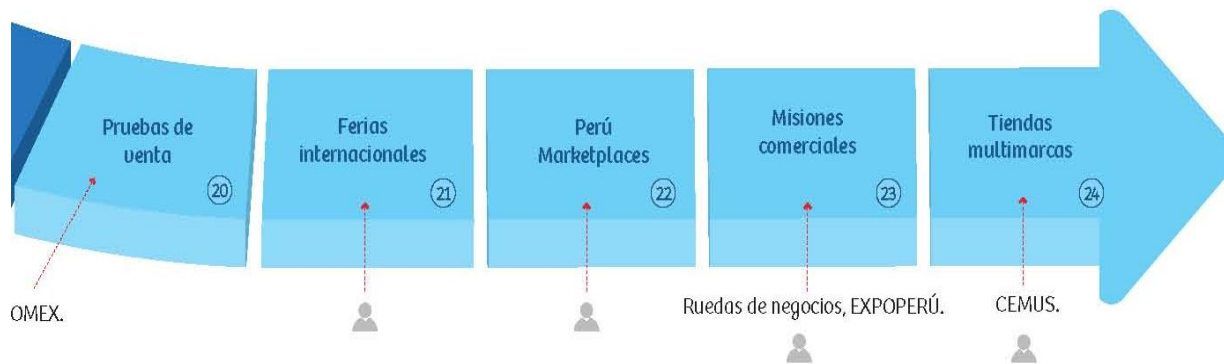 Pruebas de
venta
20
Ferias
internacionales
21
Perú
Marketplaces
22
Misiones
comerciales
23
Tiendas
multimarcas
24
OMEX.
Ruedas de negocios, EXPOPERÚ.
CEMUS.